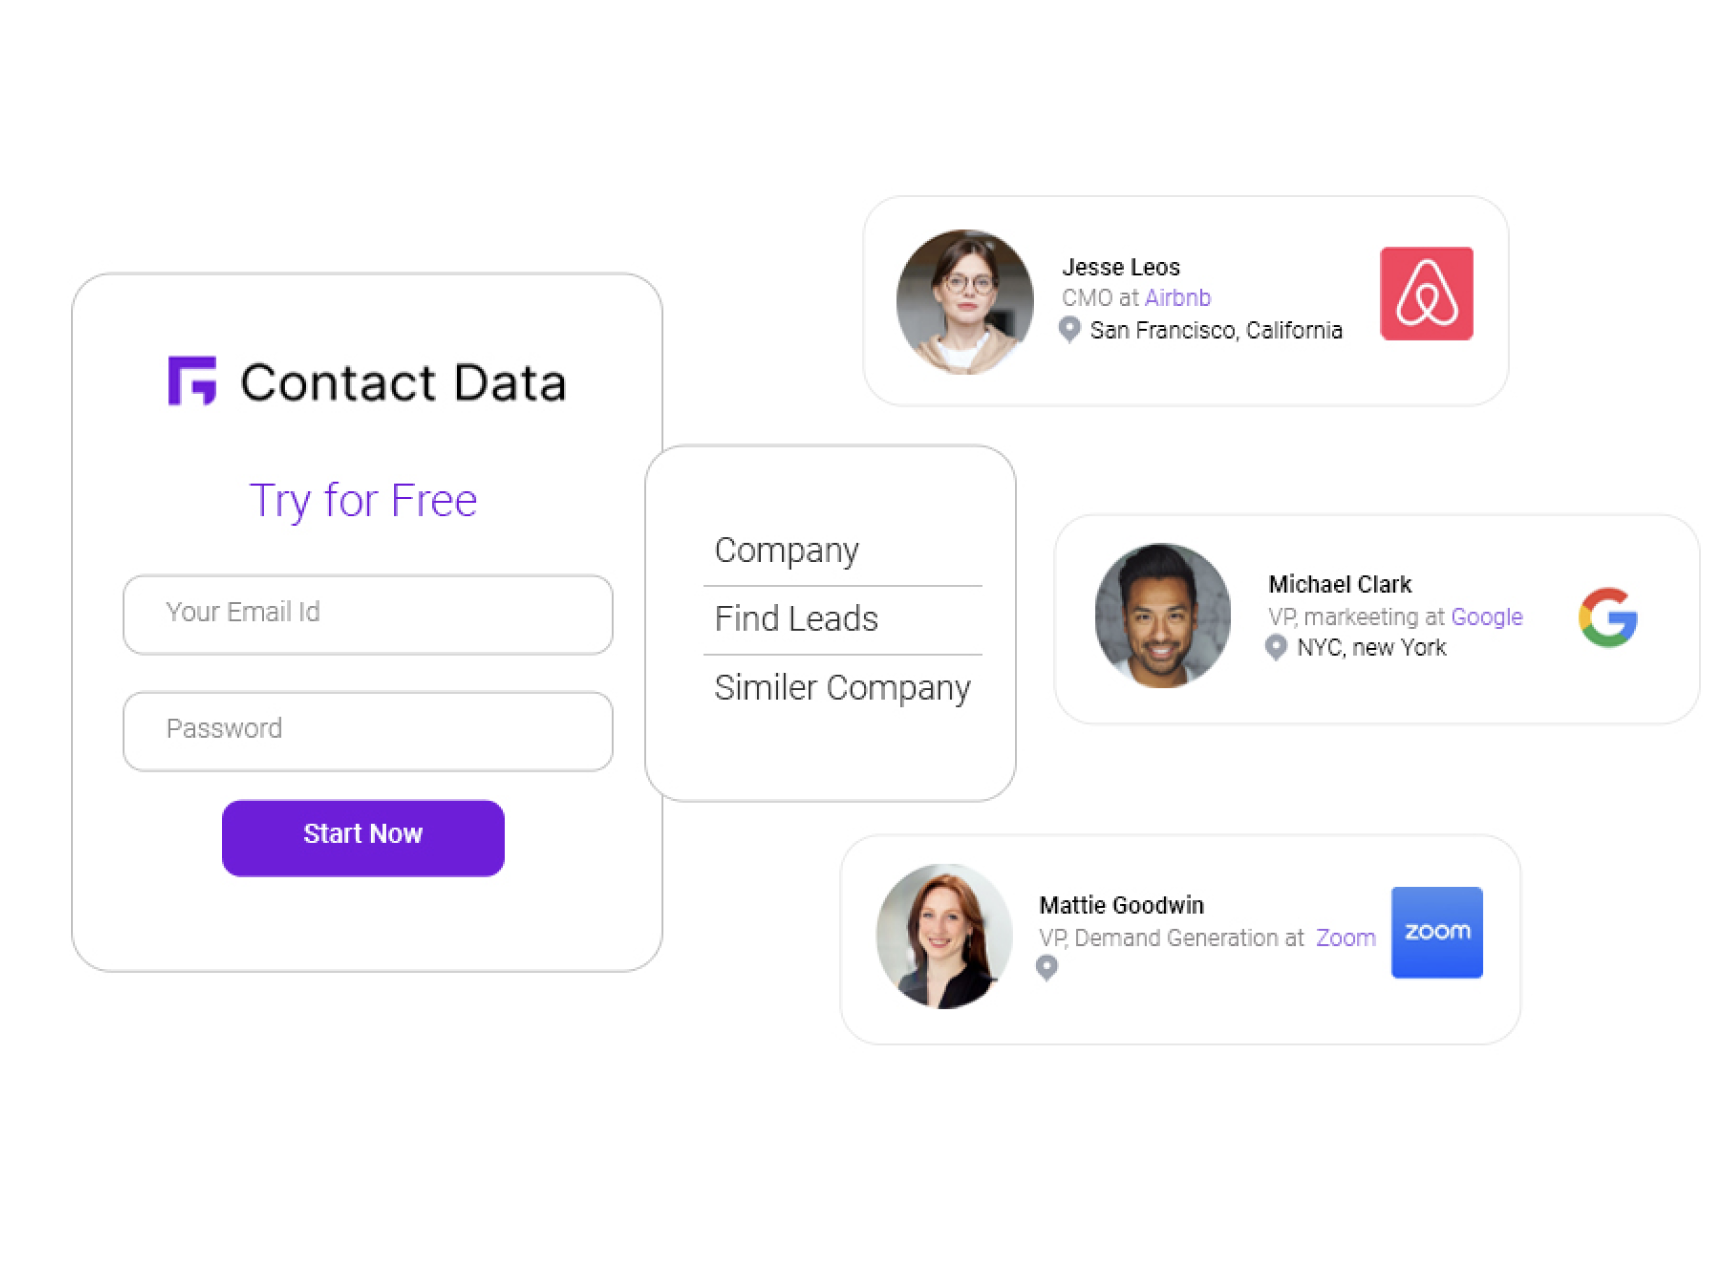 Contact Data
Try for Free
Your Email Id
Password
Start Now
Company
Find Leads
Similer Company
Jesse Leos
CMO at Airbnb
San Francisco, California
Michael Clark
VP, markeeting at Google
NYC, new York
Mattie Goodwin
VP, Demand Generation at Zoom
zoom